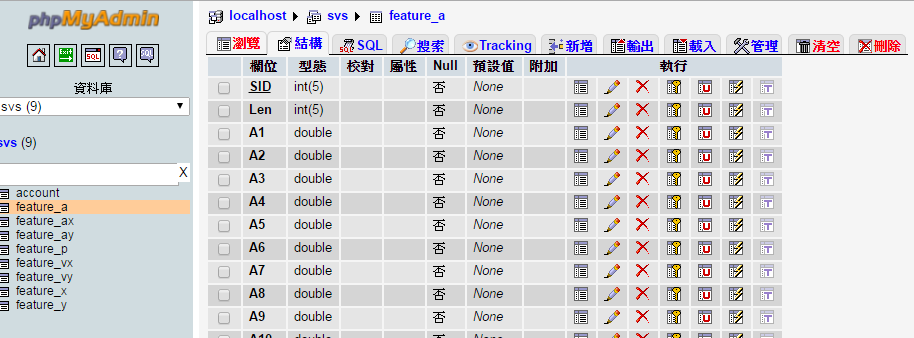 phpMyAdmin
SQL
SQL
資料庫
svs (9)
svs (9)
X
account
feature_a
feature_ax
feature_ay
feature_p
feature_vx
feature_vy
feature_x
feature_y
localhost svs feature_a
瀏覽 結構 SQL 搜索 Tracking 新增 輸出 載入 管理 清空 刪除
欄位 型態 校對 屬性 Null 預設值 附加 執行
SID int(5) 否 None
Len int(5) 否 None
A1 double 否 None
A2 double 否 None
A3 double 否 None
A4 double 否 None
A5 double 否 None
A6 double 否 None
A7 double 否 None
A8 double 否 None
A9 double 否 None